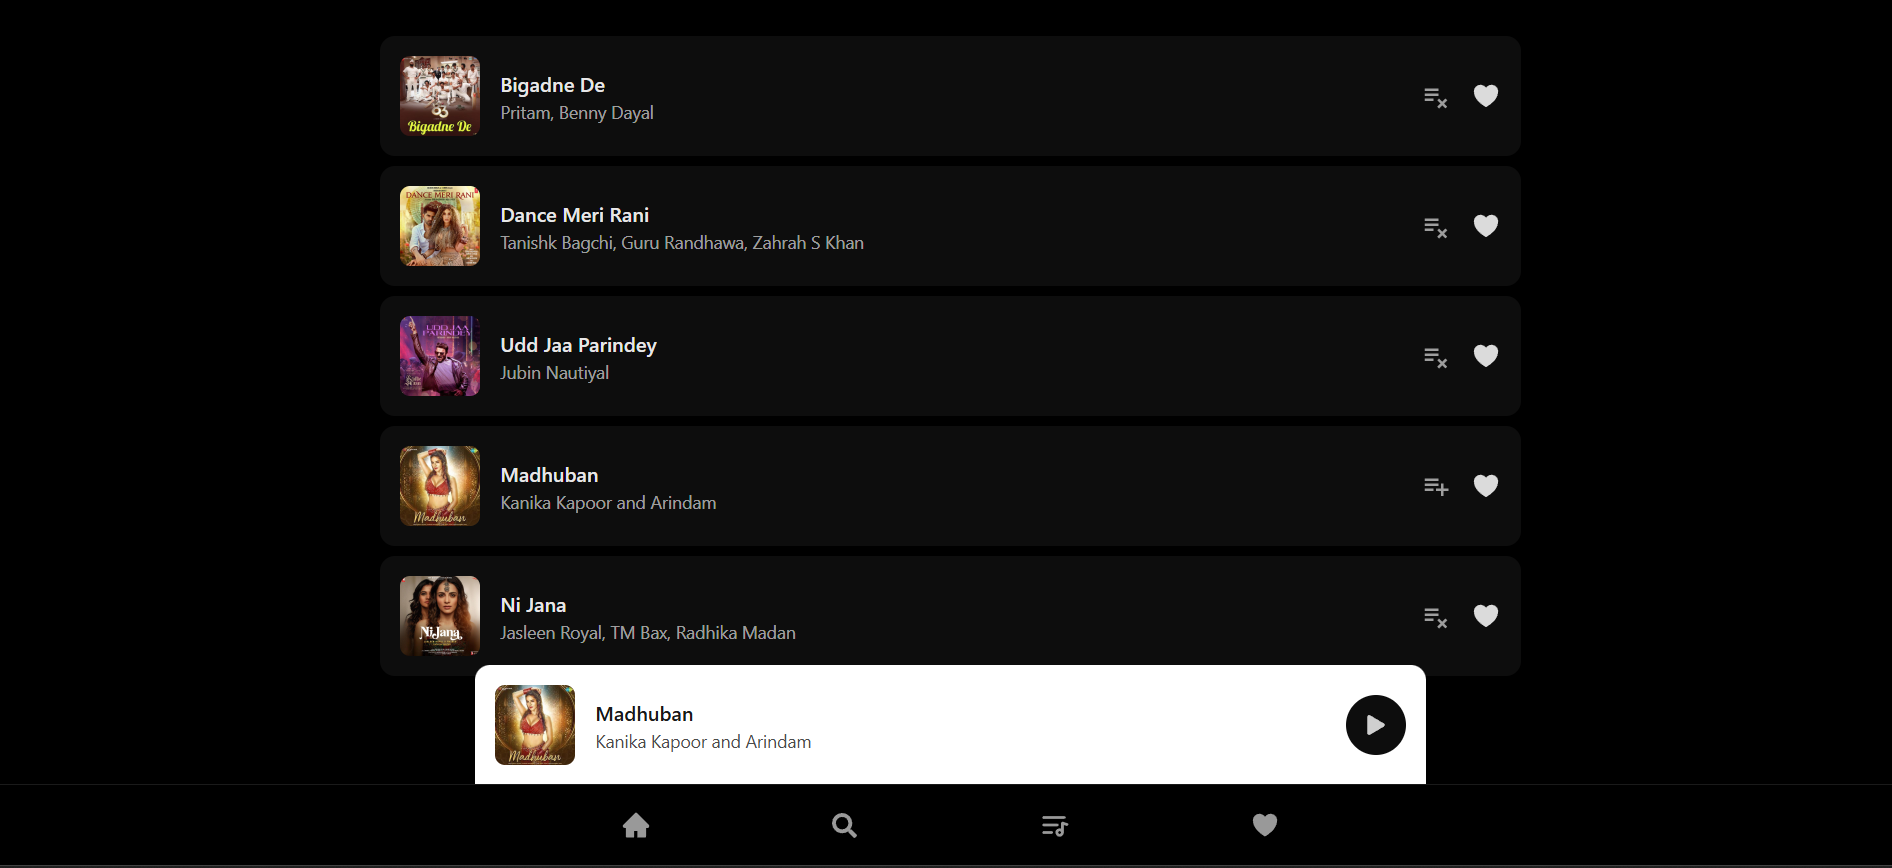 83
Bigadne De
Bigadne De
Pritam, Benny Dayal
DANCE MERI RANI
Dance Meri Rani
Tanishk Bagchi, Guru Randhawa, Zahrah S Khan
UDD JAA
PARINDEY
Udd Jaa Parindey
Jubin Nautiyal
Madhuban
Madhuban
Kanika Kapoor and Arindam
Ni Jana
Ni Jana
Jasleen Royal, TM Bax, Radhika Madan
Madhuban
Madhuban
Kanika Kapoor and Arindam